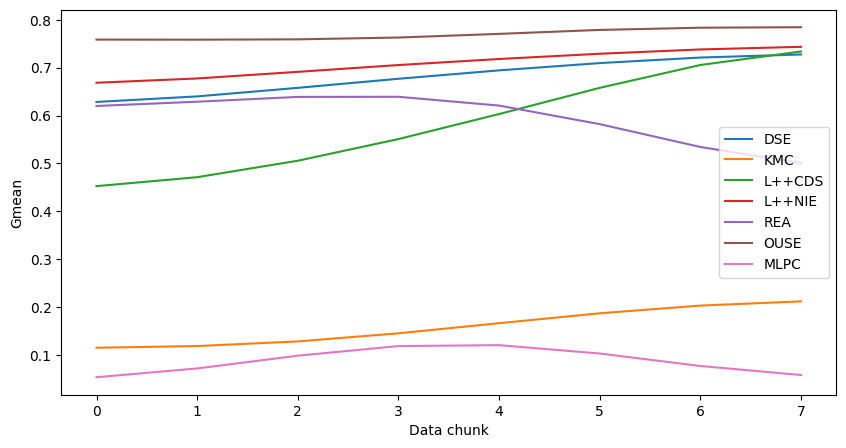 0.8
0.7
0.6
0.5
0.4
0.3
0.2
0.1
Gmean
DSE
KMC
L++CDS
L++NIE
REA
OUSE
MLPC
0 1 2 3 4 5 6 7
Data chunk